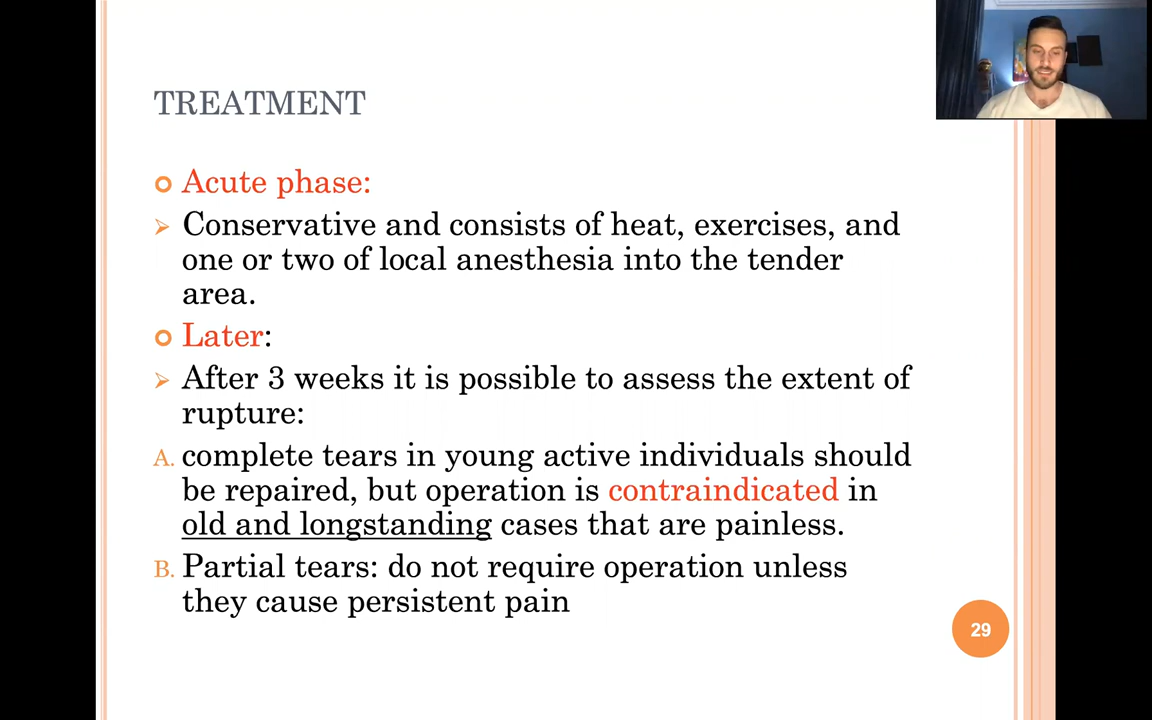 TREATMENT
Acute phase:
Conservative and consists of heat, exercises, and
one or two of local anesthesia into the tender
area.
Later:
After 3 weeks it is possible to assess the extent of
rupture:
A. complete tears in young active individuals should
be repaired, but operation is contraindicated in
old and longstanding cases that are painless.
B. Partial tears: do not require operation unless
they cause persistent pain
29